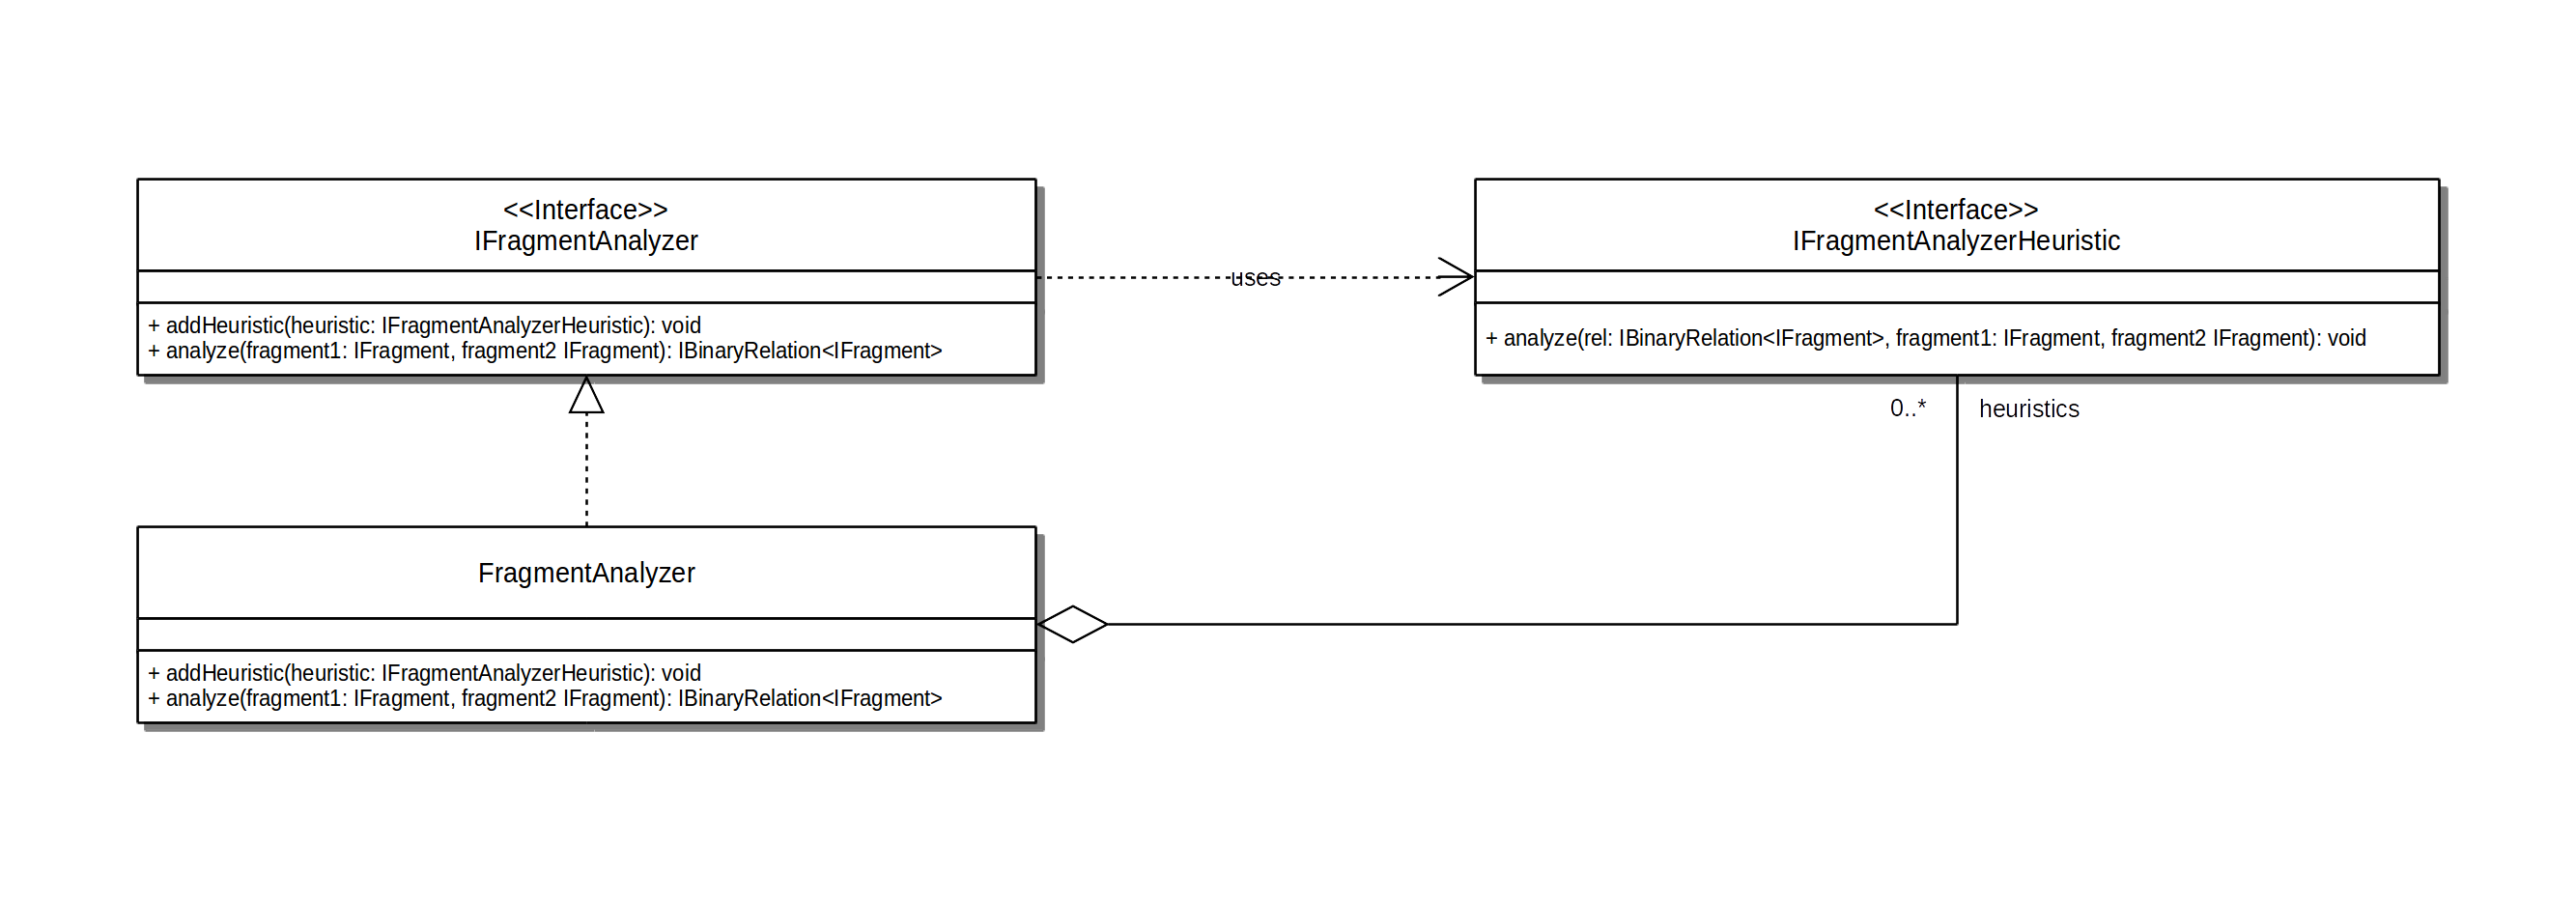 <<Interface>>
IFragmentAnalyzer
+ addHeuristic(heuristic: IFragmentAnalyzerHeuristic): void
+ analyze(fragment1: IFragment, fragment2 IFragment): IBinaryRelation<IFragment>
uses
<<Interface>>
IFragmentAnalyzerHeuristic
+ analyze(rel: IBinaryRelation<IFragment>, fragment1: IFragment, fragment2 IFragment): void
0..* heuristics
FragmentAnalyzer
+ addHeuristic(heuristic: IFragmentAnalyzerHeuristic): void
+ analyze(fragment1: IFragment, fragment2 IFragment): IBinaryRelation<IFragment>